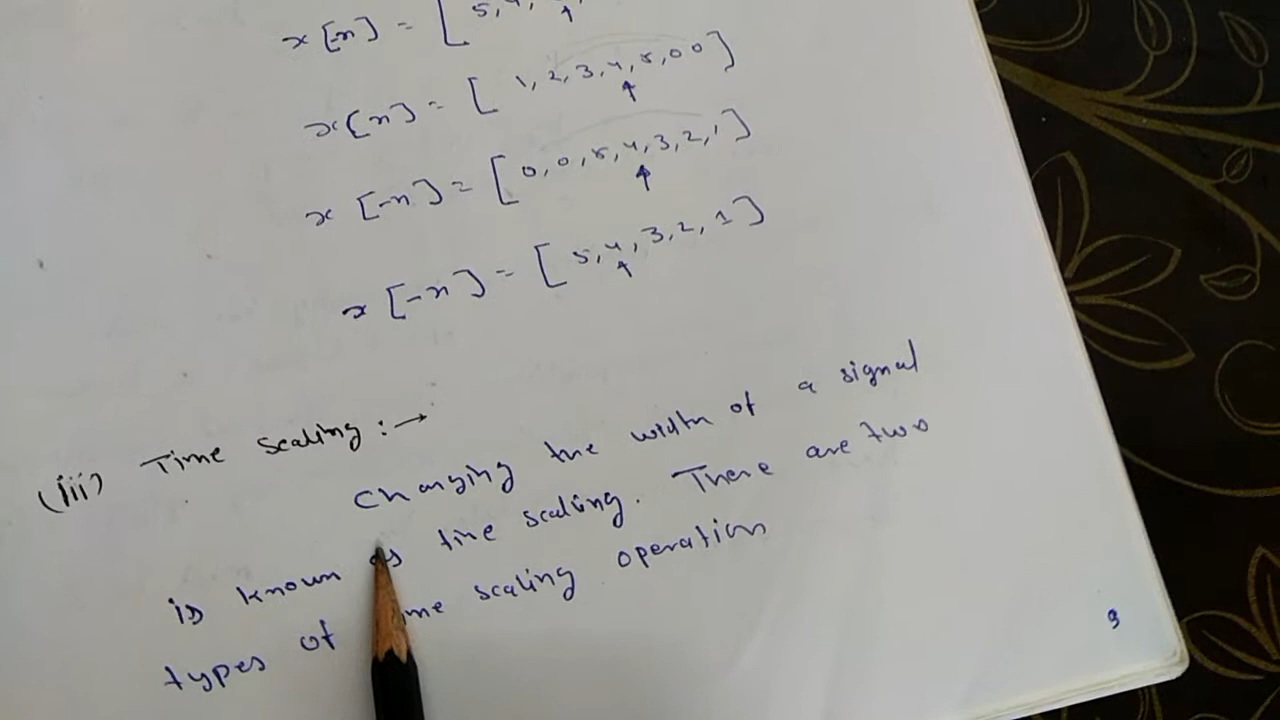 x[-n] = [ 5, 4,
↑
x[n] = [ 1, 2, 3, 4, 5, 0 0 ]
↑
x [-n] = [ 0, 0, 5, 4, 3, 2, 1 ]
↑
x [-n] = [ 5, 4, 3, 2, 1 ]
↑
(iii) Time scaling :→
Changing the width of a signal
is known as time scaling. There are two
types of time scaling operation
9